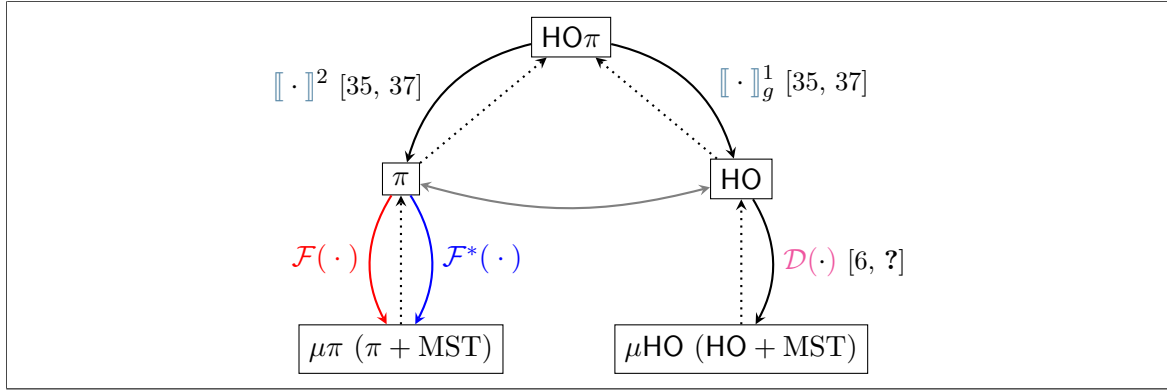 HOπ
⟦ · ⟧² [35, 37]
⟦ · ⟧¹_g [35, 37]
π
HO
F( · )
F*( · )
D(·) [6, ?]
μπ (π + MST)
μHO (HO + MST)